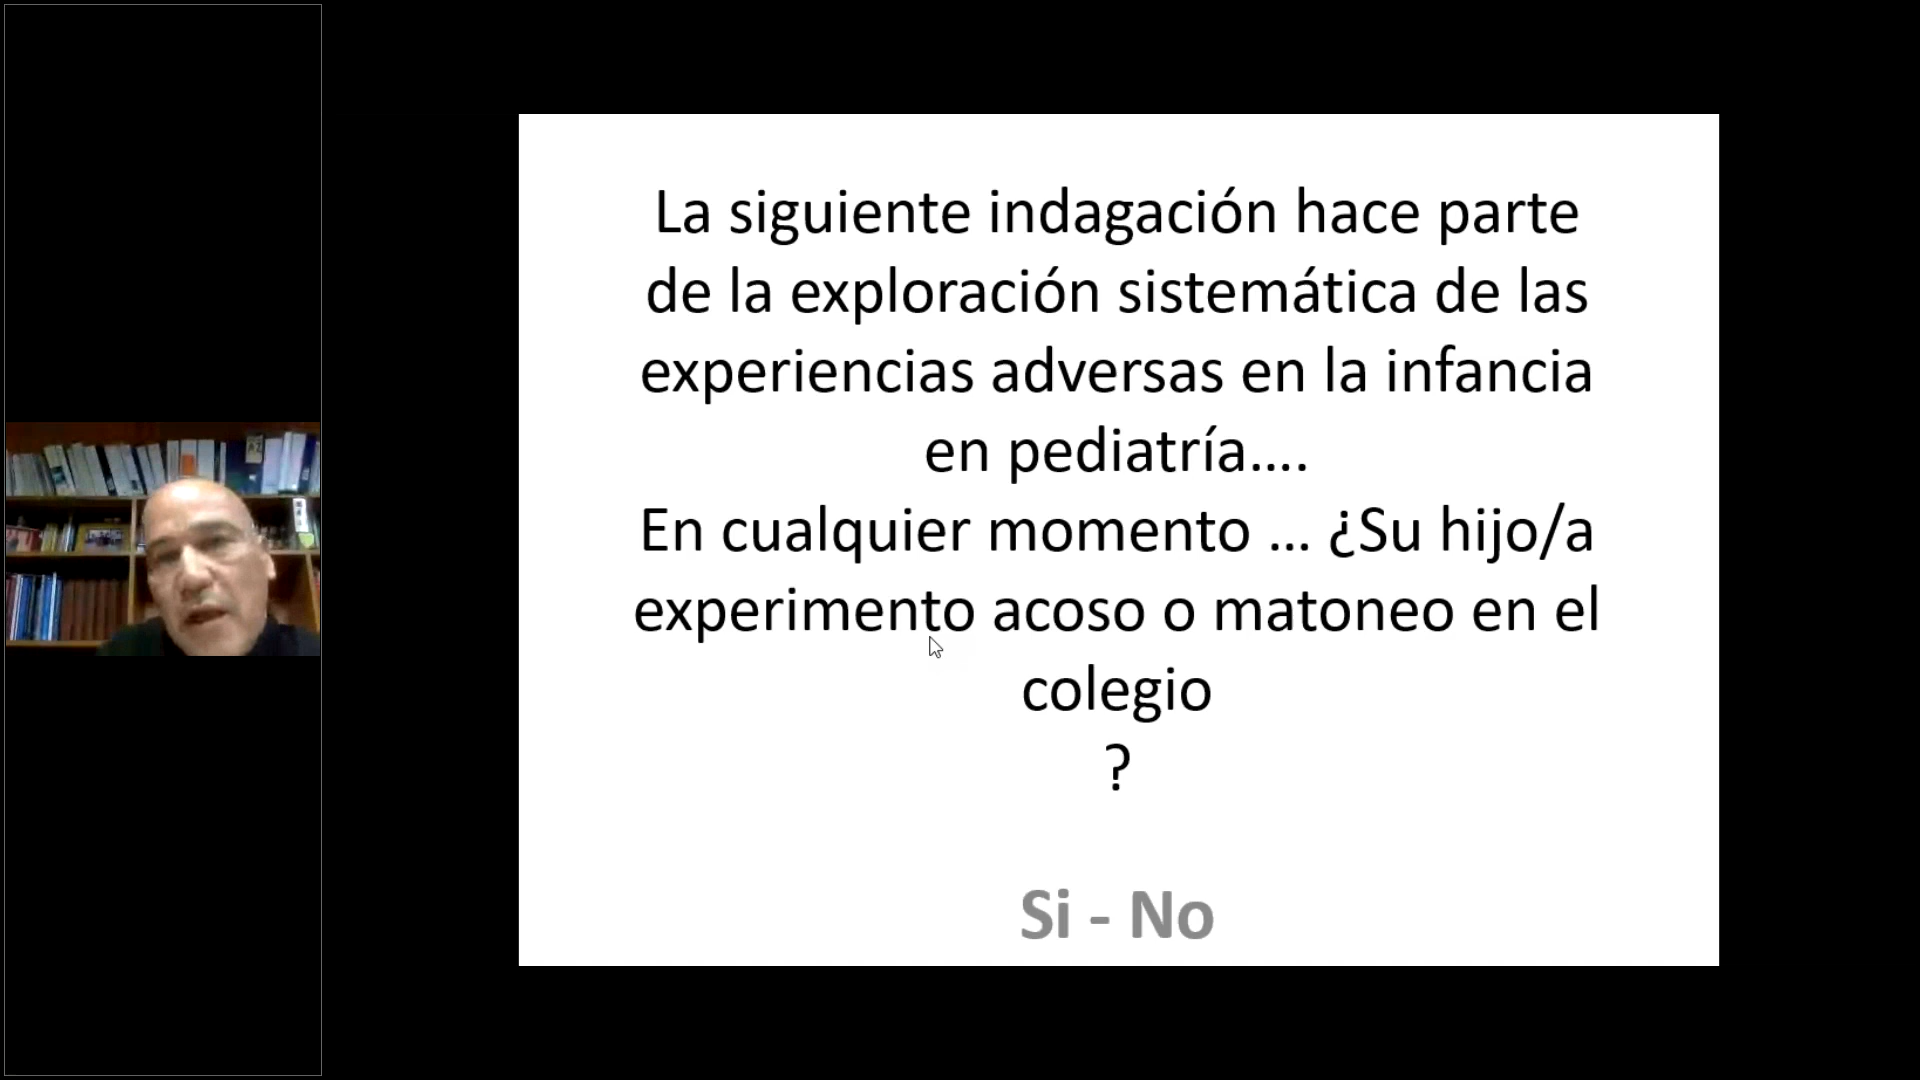 La siguiente indagación hace parte
de la exploración sistemática de las
experiencias adversas en la infancia
en pediatría....
En cualquier momento ... ¿Su hijo/a
experimento acoso o matoneo en el
colegio
?
Si - No